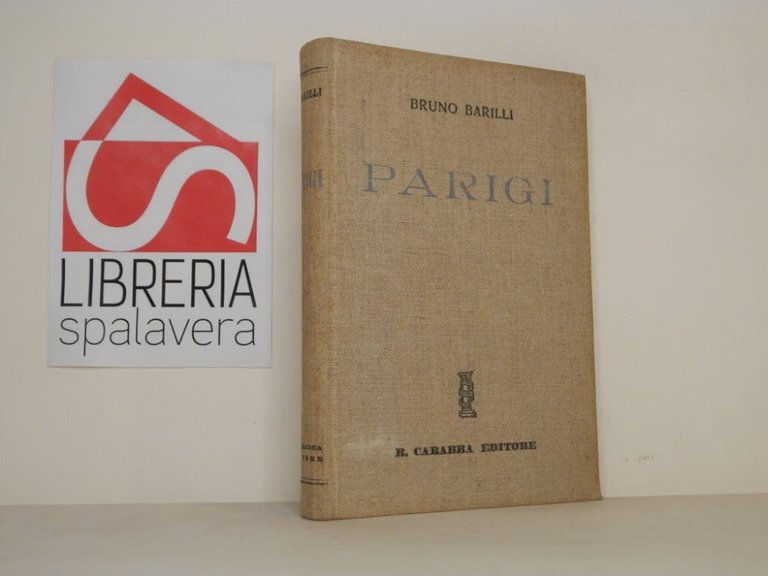 LIBRERIA
spalavera
BRUNO BARILLI
PARIGI
R. CARABBA EDITORE